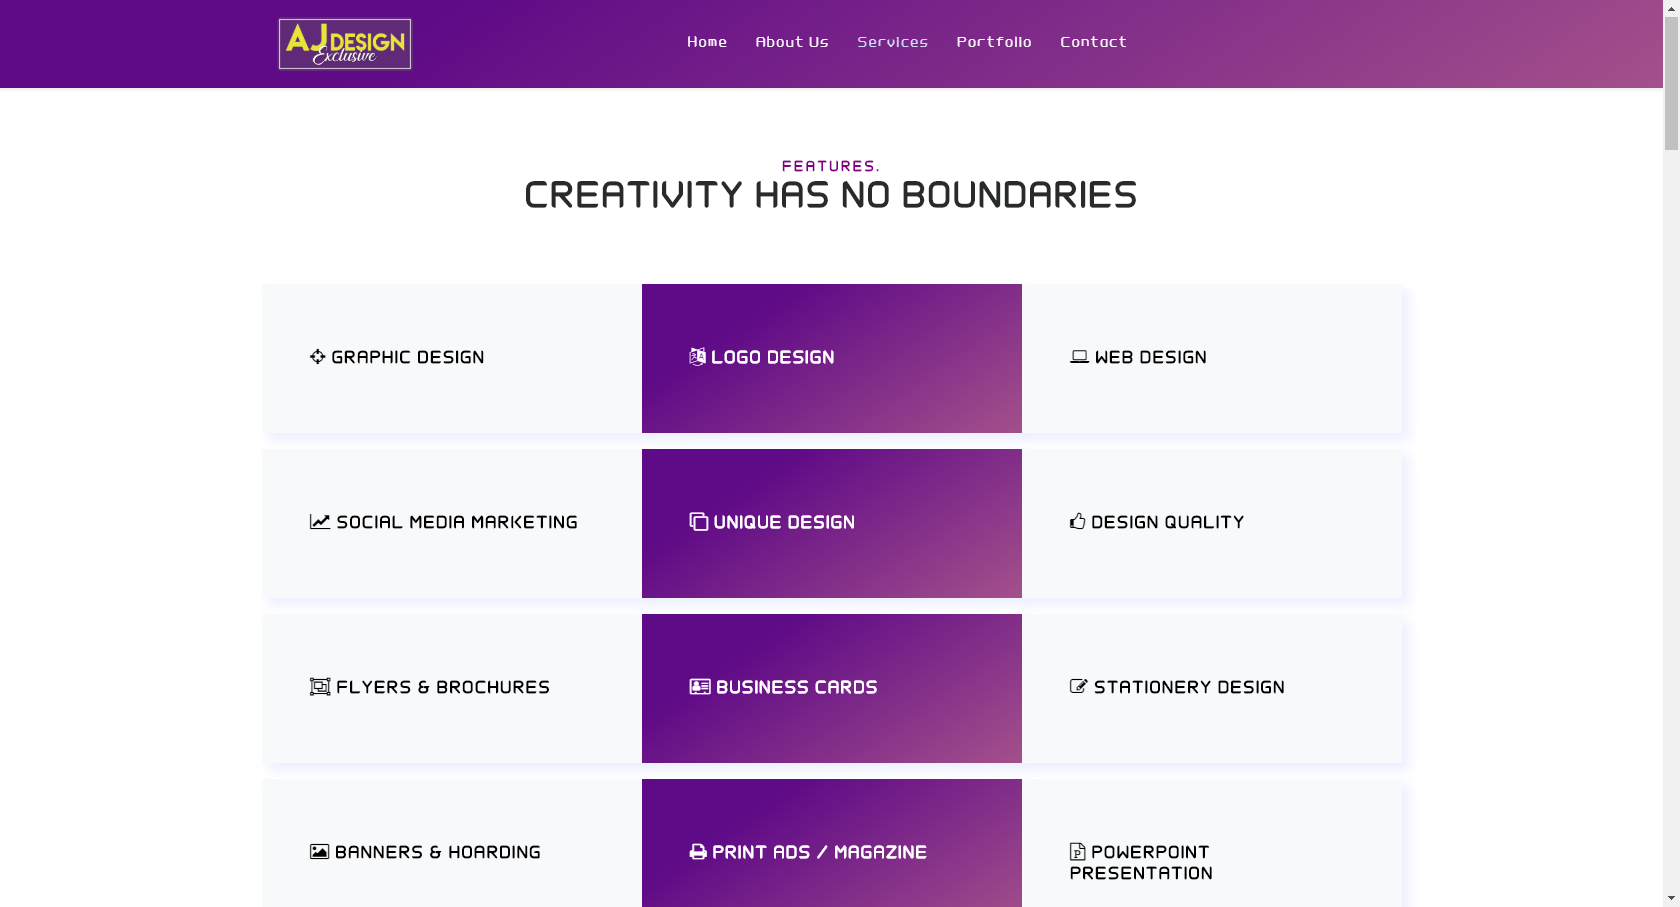 AJ DESIGN
Exclusive
Home About Us Services Portfolio Contact
FEATURES.
CREATIVITY HAS NO BOUNDARIES
GRAPHIC DESIGN
LOGO DESIGN
WEB DESIGN
SOCIAL MEDIA MARKETING
UNIQUE DESIGN
DESIGN QUALITY
FLYERS & BROCHURES
BUSINESS CARDS
STATIONERY DESIGN
BANNERS & HOARDING
PRINT ADS / MAGAZINE
POWERPOINT
PRESENTATION